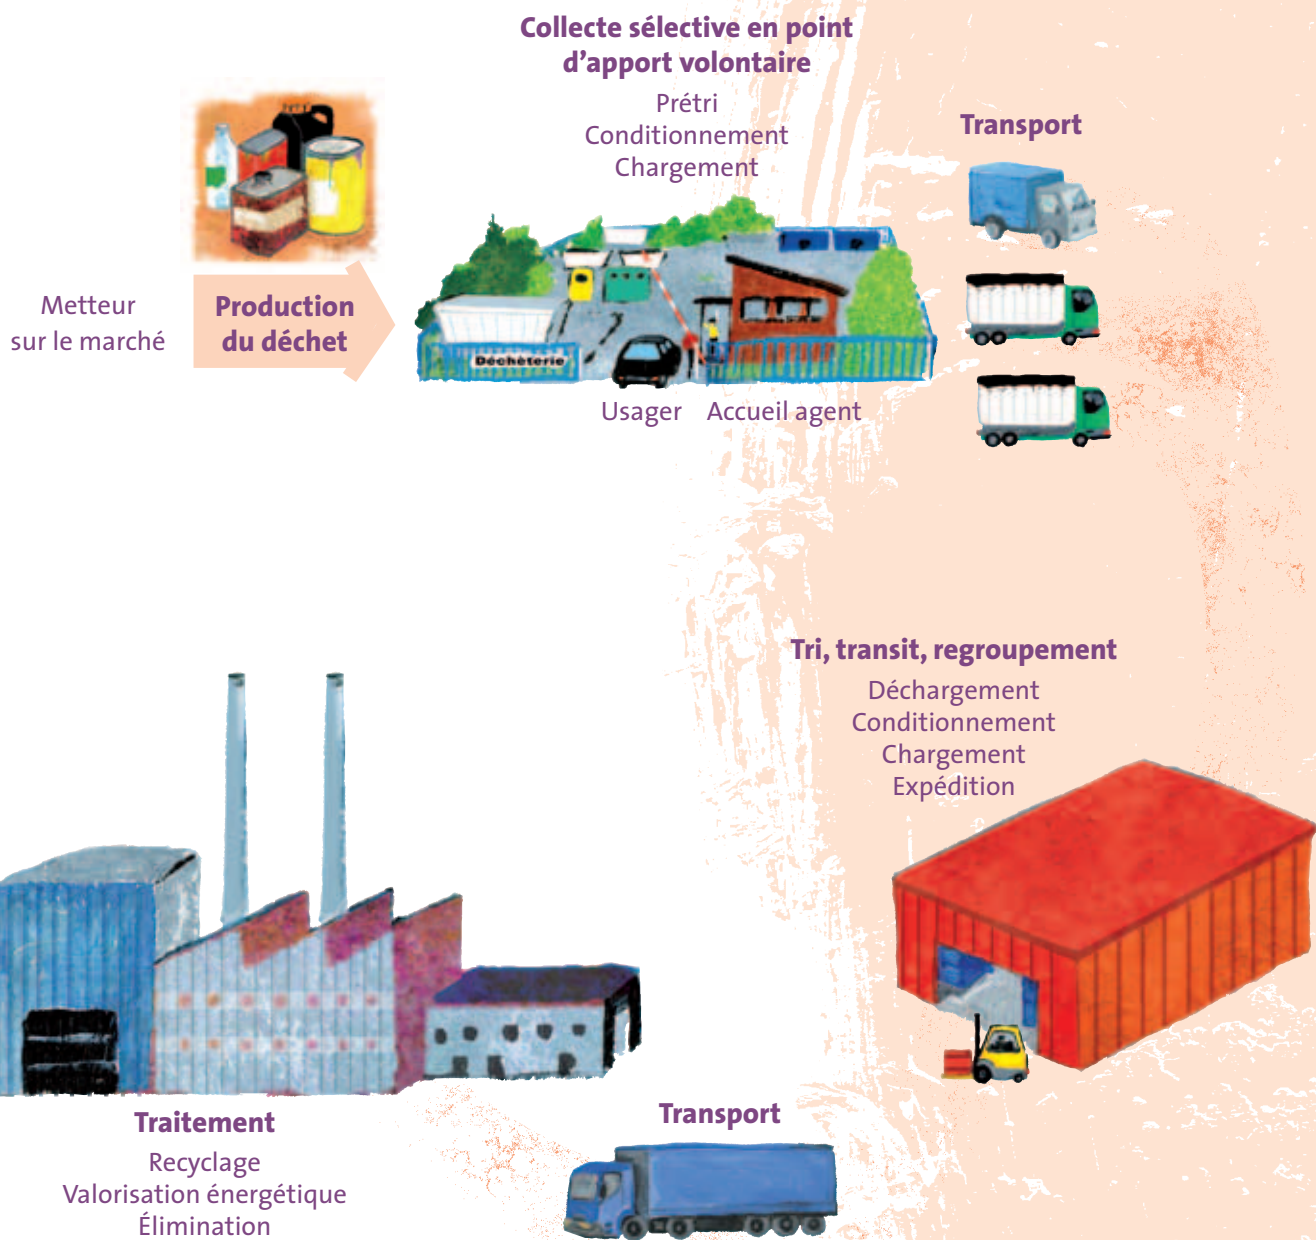 Collecte sélective en point
d’apport volontaire
Prétri
Conditionnement
Chargement
Transport
Metteur
sur le marché
Production
du déchet
Déchèterie
Usager
Accueil agent
Tri, transit, regroupement
Déchargement
Conditionnement
Chargement
Expédition
Traitement
Recyclage
Valorisation énergétique
Élimination
Transport